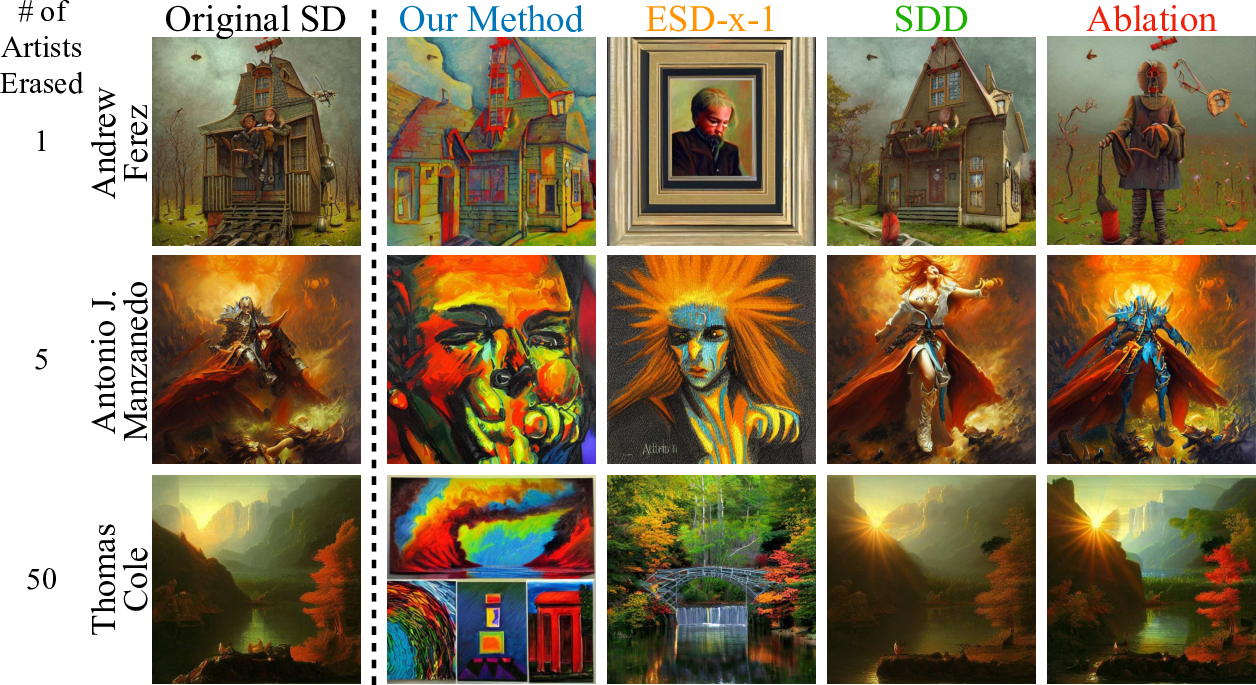 # of
Artists
Erased
Original SD
Our Method
ESD-x-1
SDD
Ablation
1
Andrew
Ferez
5
Antonio J.
Manzanedo
50
Thomas
Cole